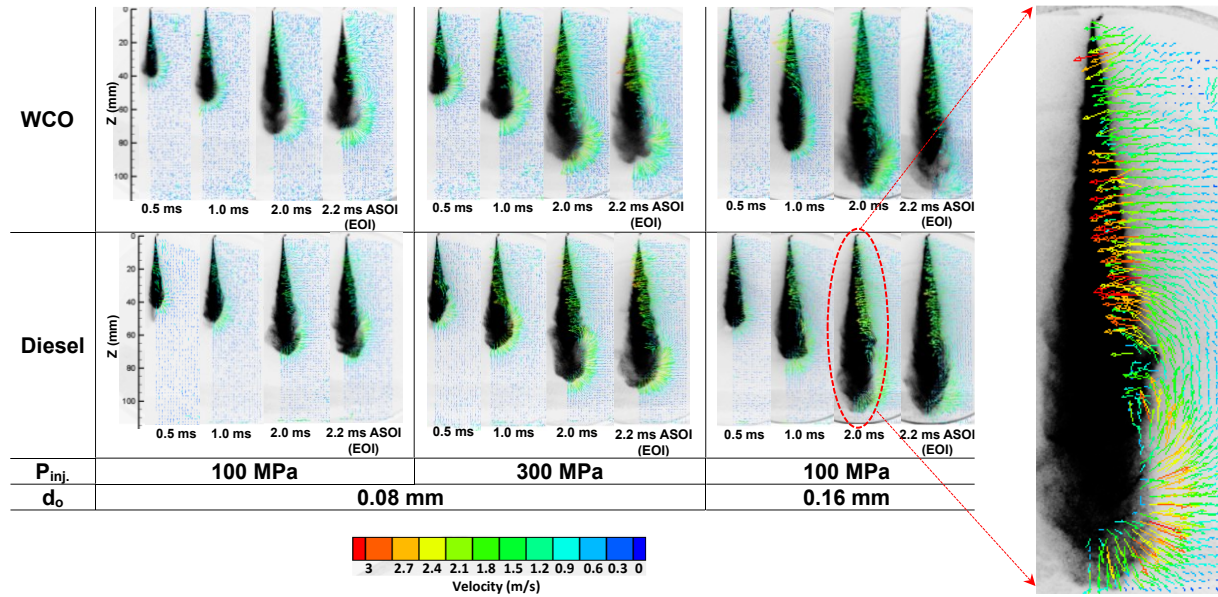 WCO
Z (mm)
0
20
40
60
80
100
0.5 ms
1.0 ms
2.0 ms
2.2 ms ASOI
(EOI)
0.5 ms
1.0 ms
2.0 ms
2.2 ms ASOI
(EOI)
0.5 ms
1.0 ms
2.0 ms
2.2 ms ASOI
(EOI)
Diesel
Z (mm)
0
20
40
60
80
100
0.5 ms
1.0 ms
2.0 ms
2.2 ms ASOI
(EOI)
0.5 ms
1.0 ms
2.0 ms
2.2 ms ASOI
(EOI)
0.5 ms
1.0 ms
2.0 ms
2.2 ms ASOI
(EOI)
Pinj. 100 MPa 300 MPa 100 MPa
do 0.08 mm 0.16 mm
3 2.7 2.4 2.1 1.8 1.5 1.2 0.9 0.6 0.3 0
Velocity (m/s)